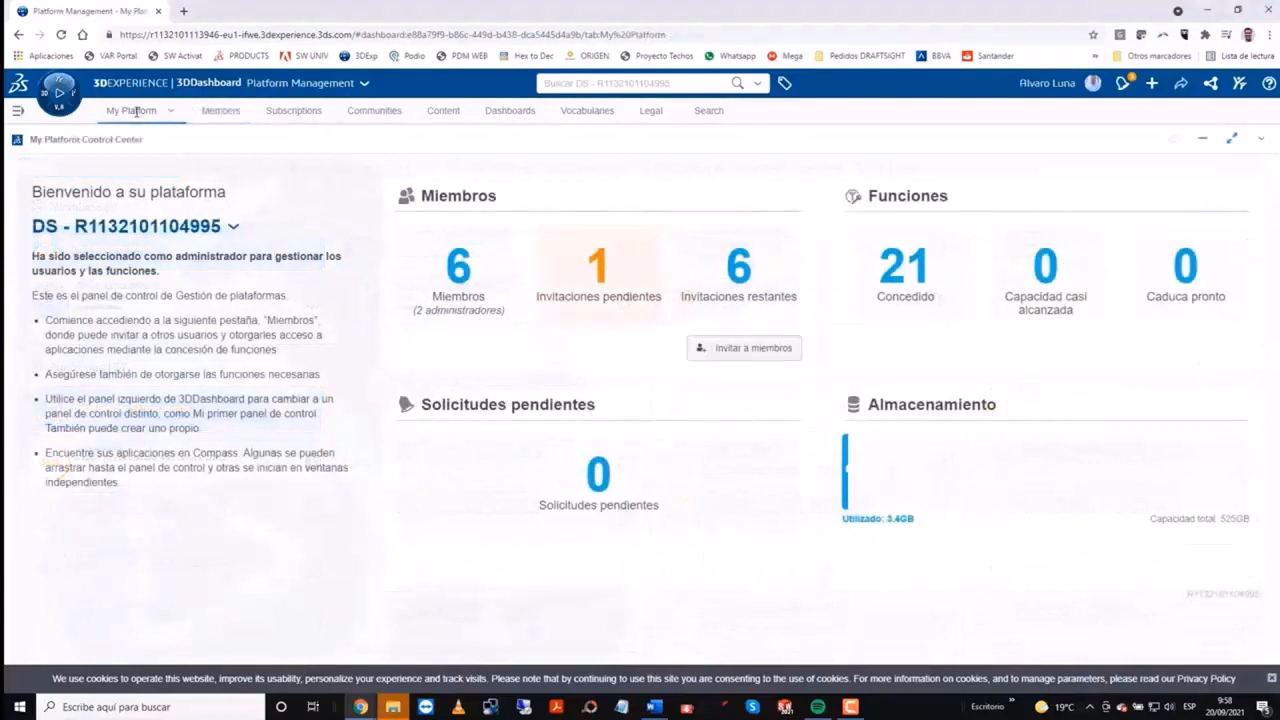 Platform Management - My Platfor
https://r1132101113946-eu1-ifwe.3dexperience.3ds.com/#dashboard:e88a79f9-b86c-449d-b438-dca5445d4a9b/tab:My%20Platform
Aplicaciones VAR Portal SW Activat PRODUCTS SW UNIV 3DExp Podio PDM WEB Hex to Dec ORIGEN Proyecto Techos Whatsapp Mega Pedidos DRAFTSIGHT BBVA Santander » Otros marcadores Lista de lectura
3DEXPERIENCE | 3DDashboard Platform Management Buscar DS - R1132101104995 Alvaro Luna
3D V.R
My Platform Members Subscriptions Communities Content Dashboards Vocabularies Legal Search
My Platform Control Center
Bienvenido a su plataforma
DS - R1132101104995
Ha sido seleccionado como administrador para gestionar los
usuarios y las funciones.
Este es el panel de control de Gestión de plataformas.
• Comience accediendo a la siguiente pestaña, "Miembros",
donde puede invitar a otros usuarios y otorgarles acceso a
aplicaciones mediante la concesión de funciones
• Asegúrese también de otorgarse las funciones necesarias
• Utilice el panel izquierdo de 3DDashboard para cambiar a un
panel de control distinto, como Mi primer panel de control.
También puede crear uno propio
• Encuentre sus aplicaciones en Compass. Algunas se pueden
arrastrar hasta el panel de control y otras se inician en ventanas
independientes.
Miembros
6 1 6
Miembros Invitaciones pendientes Invitaciones restantes
(2 administradores)
Invitar a miembros
Funciones
21 0 0
Concedido Capacidad casi Caduca pronto
alcanzada
Solicitudes pendientes
0
Solicitudes pendientes
Almacenamiento
Utilizado: 3.4GB Capacidad total: 525GB
R1132101104995
We use cookies to operate this website, improve its usability, personalize your experience and track visits. Please note that by continuing to use this site you are consenting to the use of cookies. For more information on cookies, and to manage parameters, please read our Privacy Policy
Escribe aquí para buscar Escritorio » 19°C ESP 9:58
20/09/2021